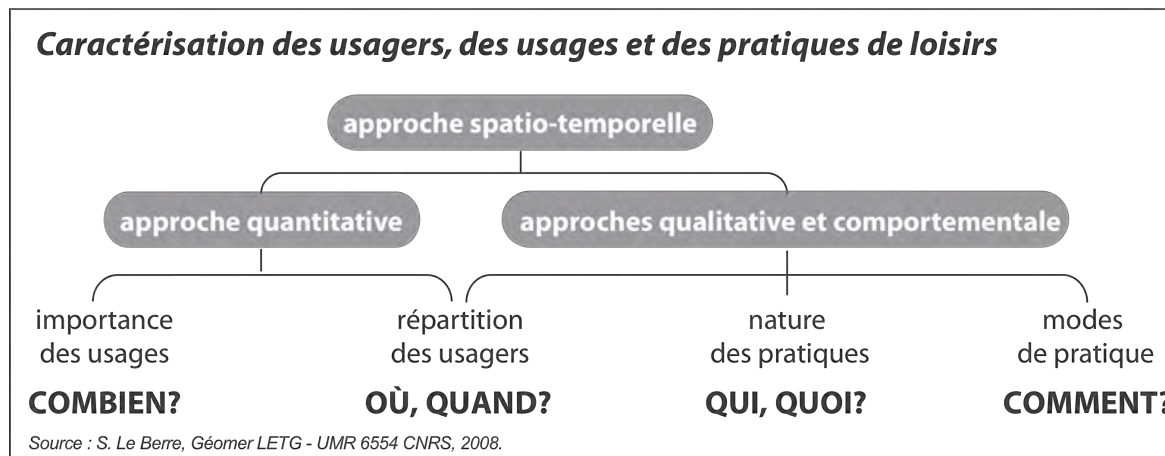 Caractérisation des usagers, des usages et des pratiques de loisirs
approche spatio-temporelle
approche quantitative
approches qualitative et comportementale
importance
des usages
répartition
des usagers
nature
des pratiques
modes
de pratique
COMBIEN?
OÙ, QUAND?
QUI, QUOI?
COMMENT?
Source : S. Le Berre, Géomer LETG - UMR 6554 CNRS, 2008.